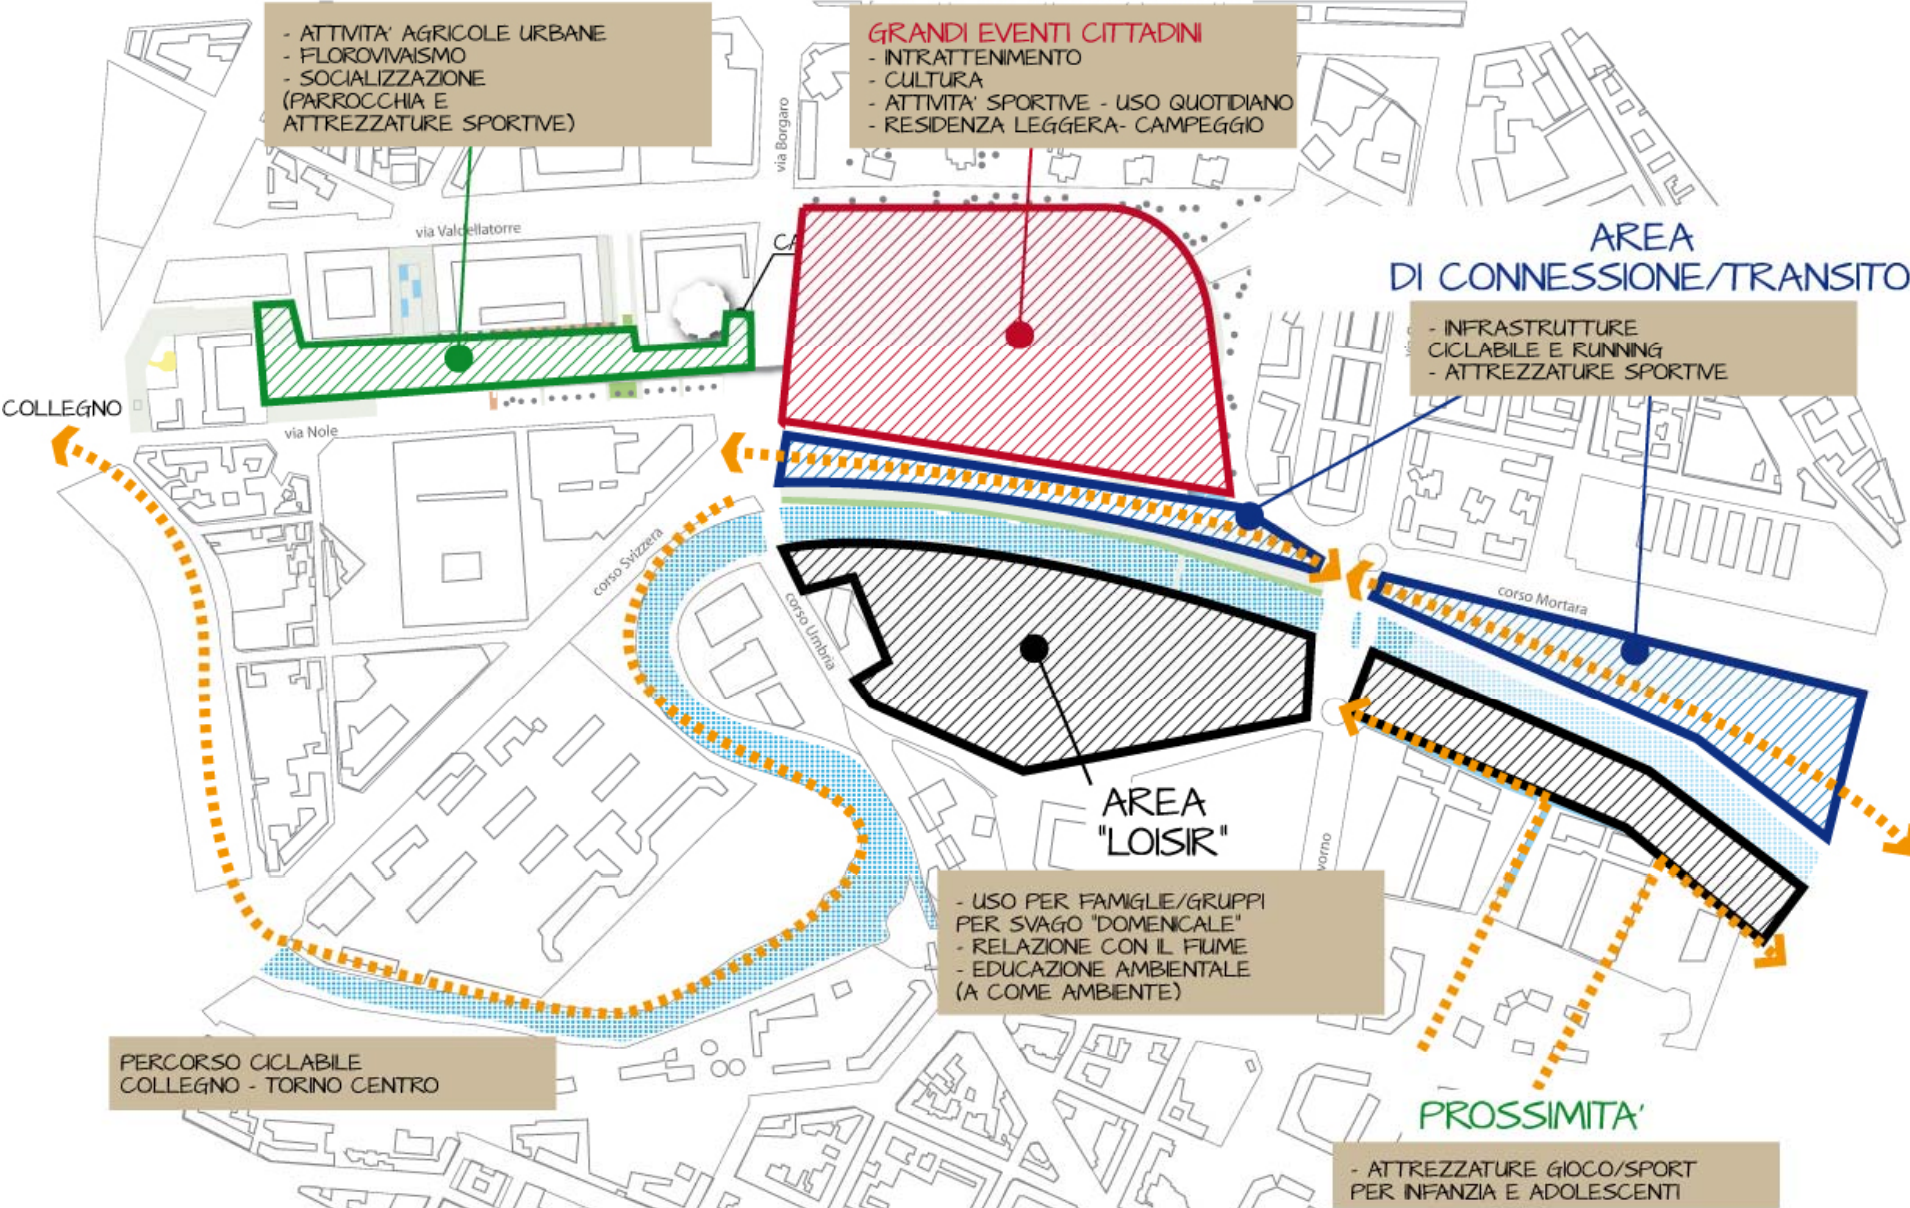 - ATTIVITA' AGRICOLE URBANE
- FLOROVIVAISMO
- SOCIALIZZAZIONE
(PARROCCHIA E
ATTREZZATURE SPORTIVE)
GRANDI EVENTI CITTADINI
- INTRATTENIMENTO
- CULTURA
- ATTIVITA' SPORTIVE - USO QUOTIDIANO
- RESIDENZA LEGGERA- CAMPEGGIO
via Borgaro
via Valdellatorre
CA
AREA
DI CONNESSIONE/TRANSITO
- INFRASTRUTTURE
CICLABILE E RUNNING
- ATTREZZATURE SPORTIVE
COLLEGNO
via Nole
corso Svizzera
corso Umbria
corso Mortara
AREA
"LOISIR"
vorno
- USO PER FAMIGLIE/GRUPPI
PER SVAGO "DOMENICALE"
- RELAZIONE CON IL FIUME
- EDUCAZIONE AMBIENTALE
(A COME AMBIENTE)
PERCORSO CICLABILE
COLLEGNO - TORINO CENTRO
PROSSIMITA'
- ATTREZZATURE GIOCO/SPORT
PER INFANZIA E ADOLESCENTI